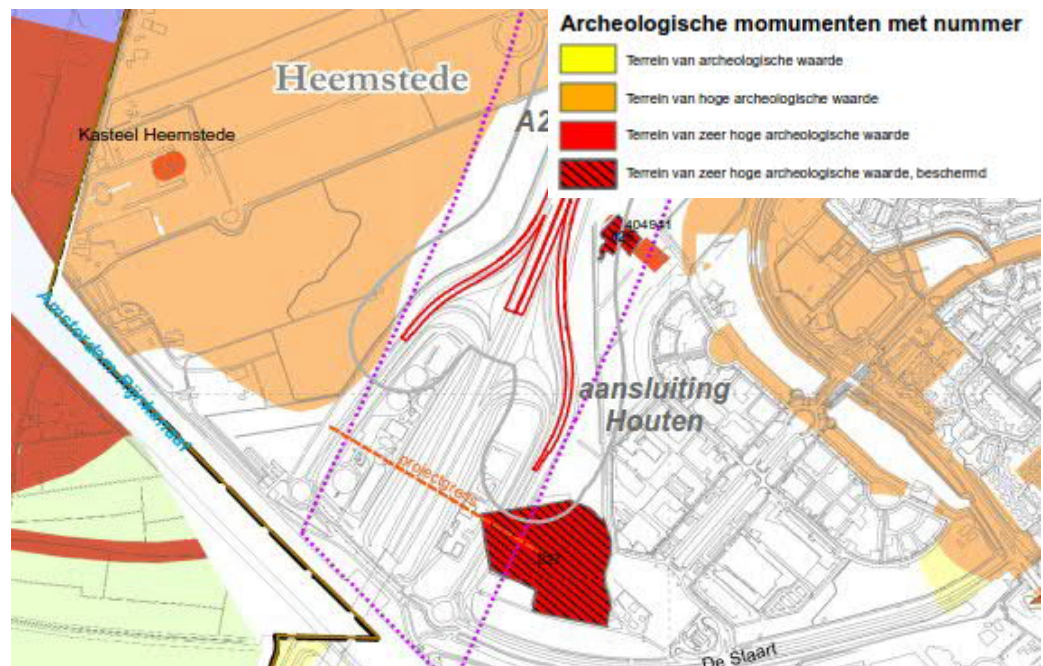 Archeologische momumenten met nummer
Terrein van archeologische waarde
Terrein van hoge archeologische waarde
Terrein van zeer hoge archeologische waarde
Terrein van zeer hoge archeologische waarde, beschermd
Heemstede
A2
Kasteel Heemstede
404941
Amsterdam-Rijnkanaal
aansluiting
Houten
projectgrens
De Staart